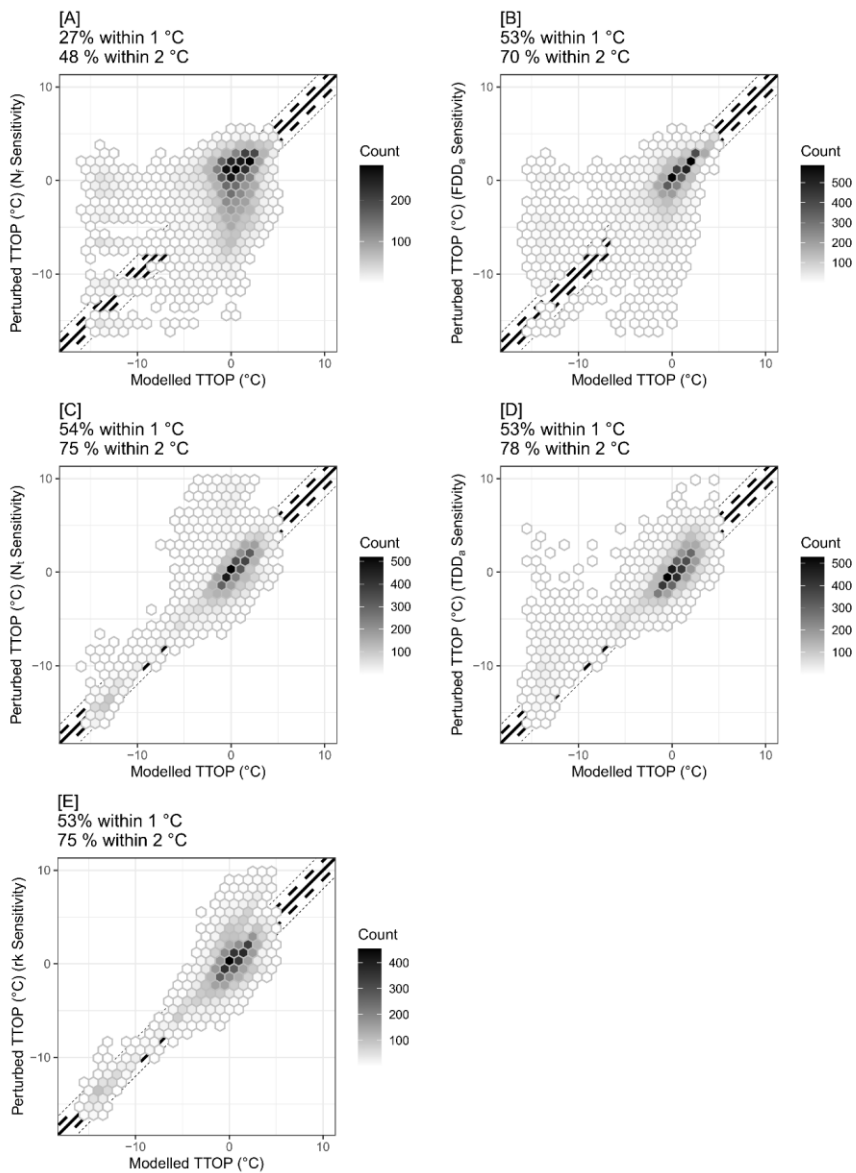 [A]
27% within 1 °C
48 % within 2 °C
10
0
−10
−10
0
10
Perturbed TTOP (°C) (Nf Sensitivity)
Modelled TTOP (°C)
Count
200
100
[B]
53% within 1 °C
70 % within 2 °C
10
0
−10
−10
0
10
Perturbed TTOP (°C) (FDDa Sensitivity)
Modelled TTOP (°C)
Count
500
400
300
200
100
[C]
54% within 1 °C
75 % within 2 °C
10
0
−10
−10
0
10
Perturbed TTOP (°C) (Nt Sensitivity)
Modelled TTOP (°C)
Count
500
400
300
200
100
[D]
53% within 1 °C
78 % within 2 °C
10
0
−10
−10
0
10
Perturbed TTOP (°C) (TDDa Sensitivity)
Modelled TTOP (°C)
Count
500
400
300
200
100
[E]
53% within 1 °C
75 % within 2 °C
10
0
−10
−10
0
10
Perturbed TTOP (°C) (rk Sensitivity)
Modelled TTOP (°C)
Count
400
300
200
100